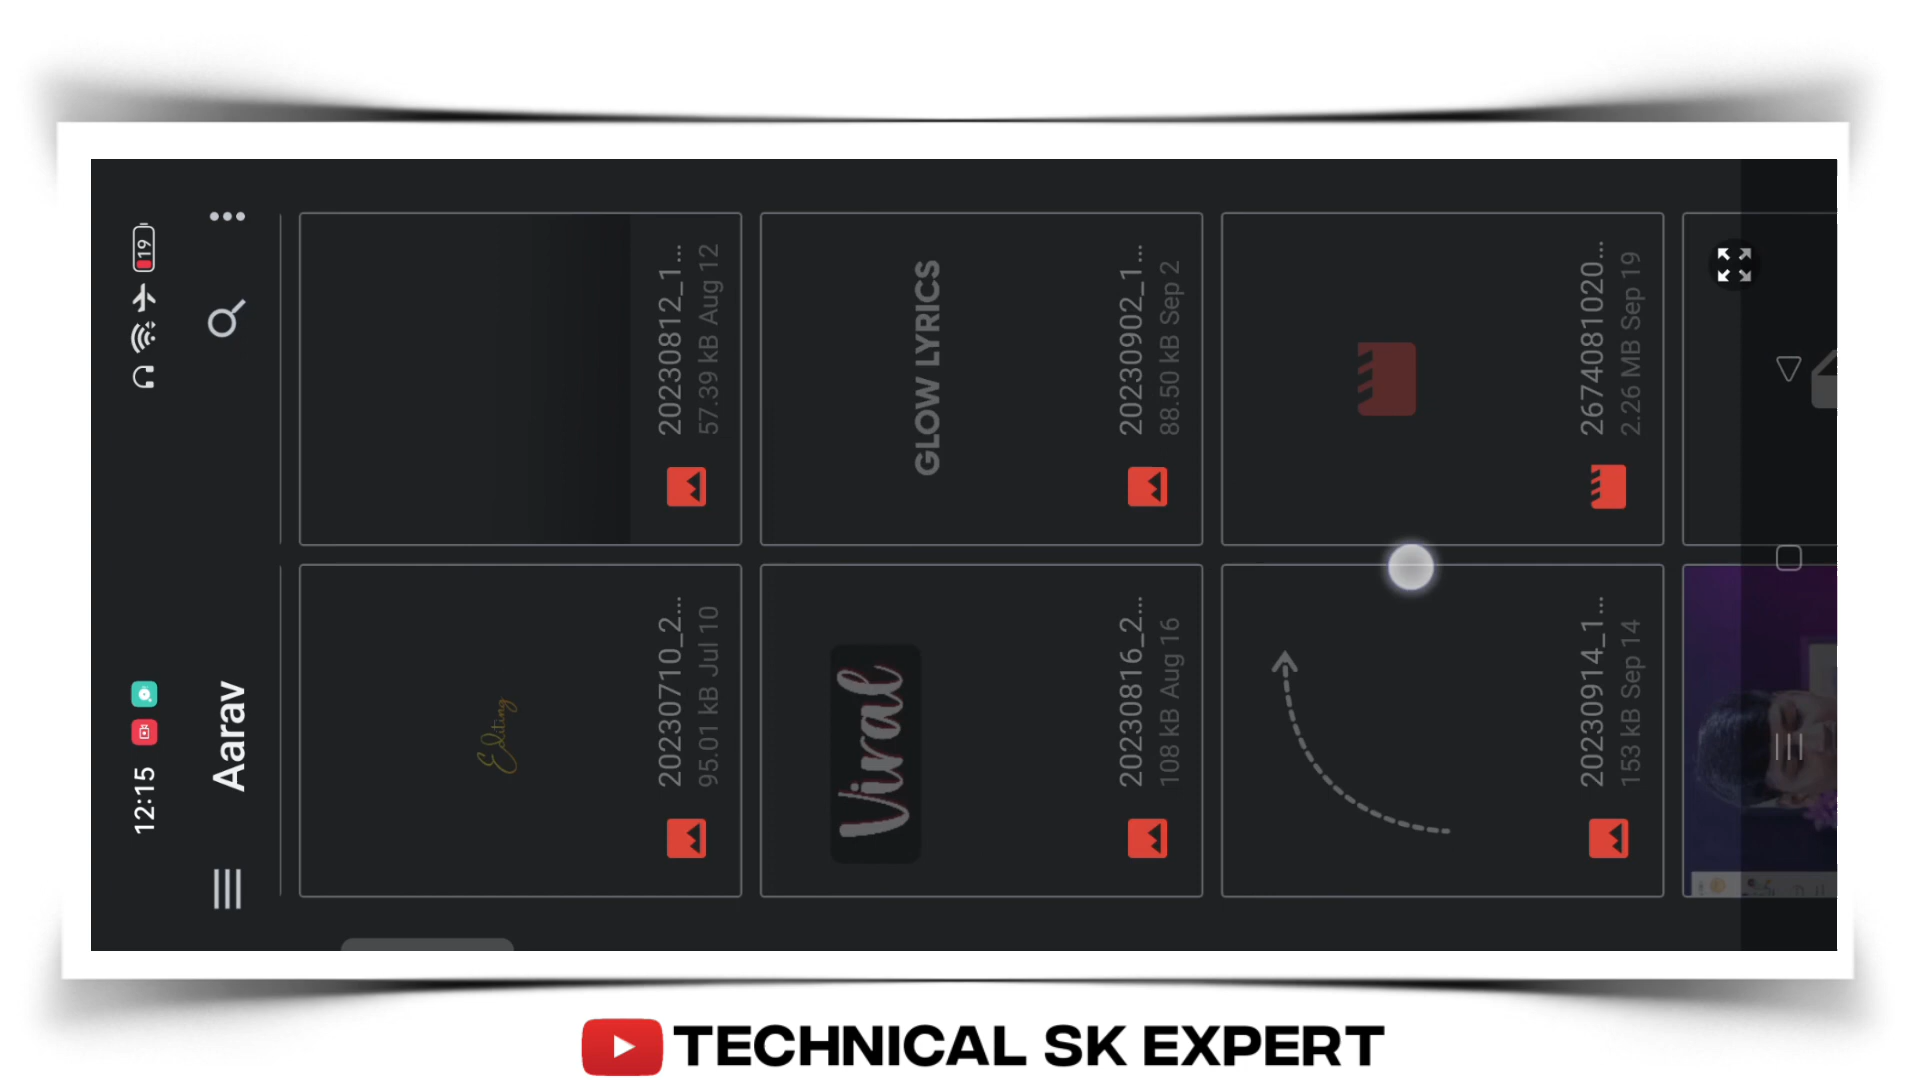 12:15
19
Aarav
Editing
20230710_2...
95.01 kB Jul 10
20230812_1...
57.39 kB Aug 12
Viral
20230816_2...
108 kB Aug 16
GLOW LYRICS
20230902_1...
88.50 kB Sep 2
20230914_1...
153 kB Sep 14
2674081020...
2.26 MB Sep 19
TECHNICAL SK EXPERT